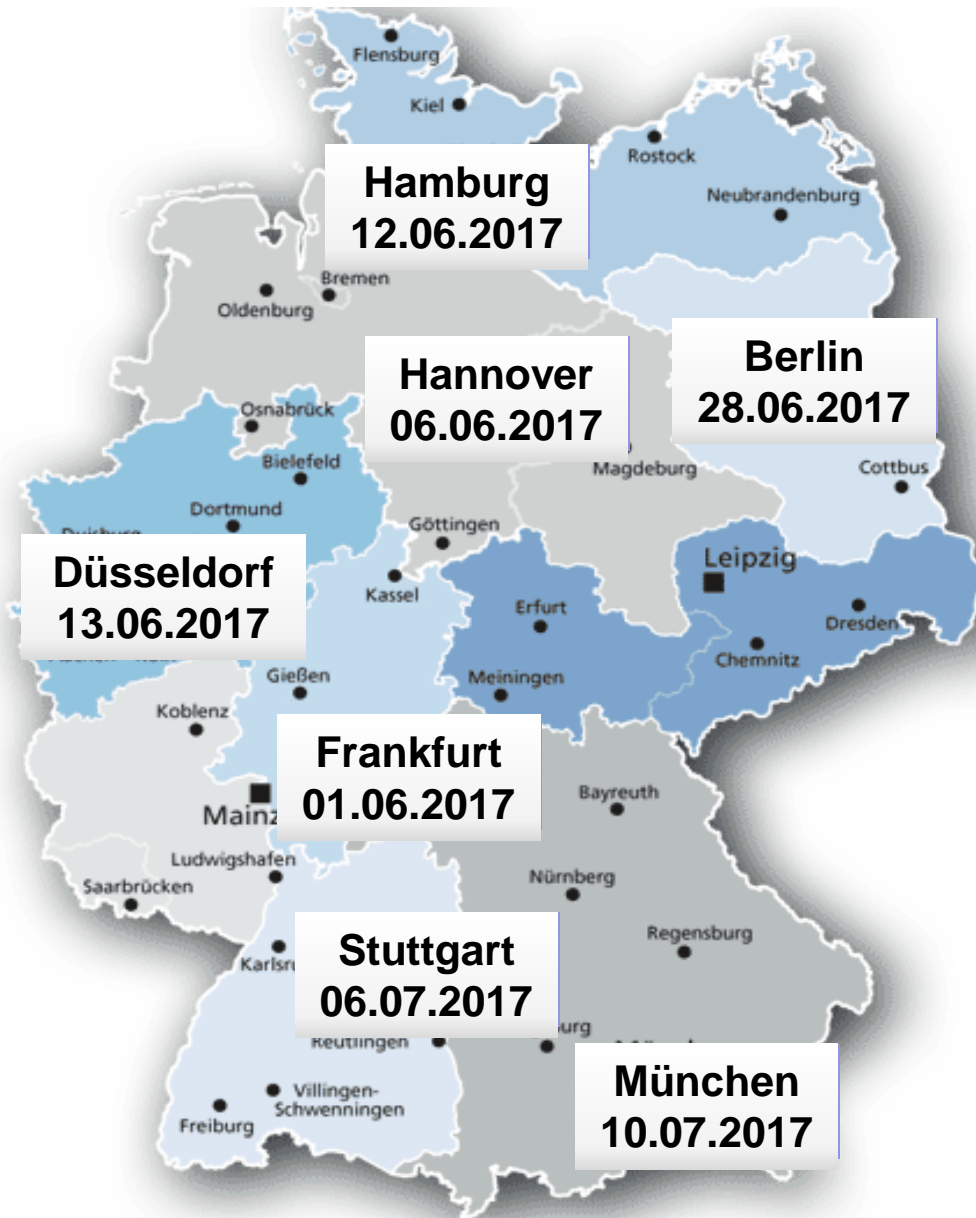 Flensburg
Kiel
Rostock
Hamburg
12.06.2017
Neubrandenburg
Bremen
Oldenburg
Hannover
06.06.2017
Berlin
28.06.2017
Osnabrück
Bielefeld
Magdeburg
Cottbus
Dortmund
Göttingen
Düsseldorf
13.06.2017
Leipzig
Kassel
Erfurt
Dresden
Chemnitz
Gießen
Meiningen
Koblenz
Frankfurt
01.06.2017
Bayreuth
Mainz
Ludwigshafen
Saarbrücken
Nürnberg
Stuttgart
06.07.2017
Regensburg
Reutlingen
München
10.07.2017
Villingen-
Schwenningen
Freiburg